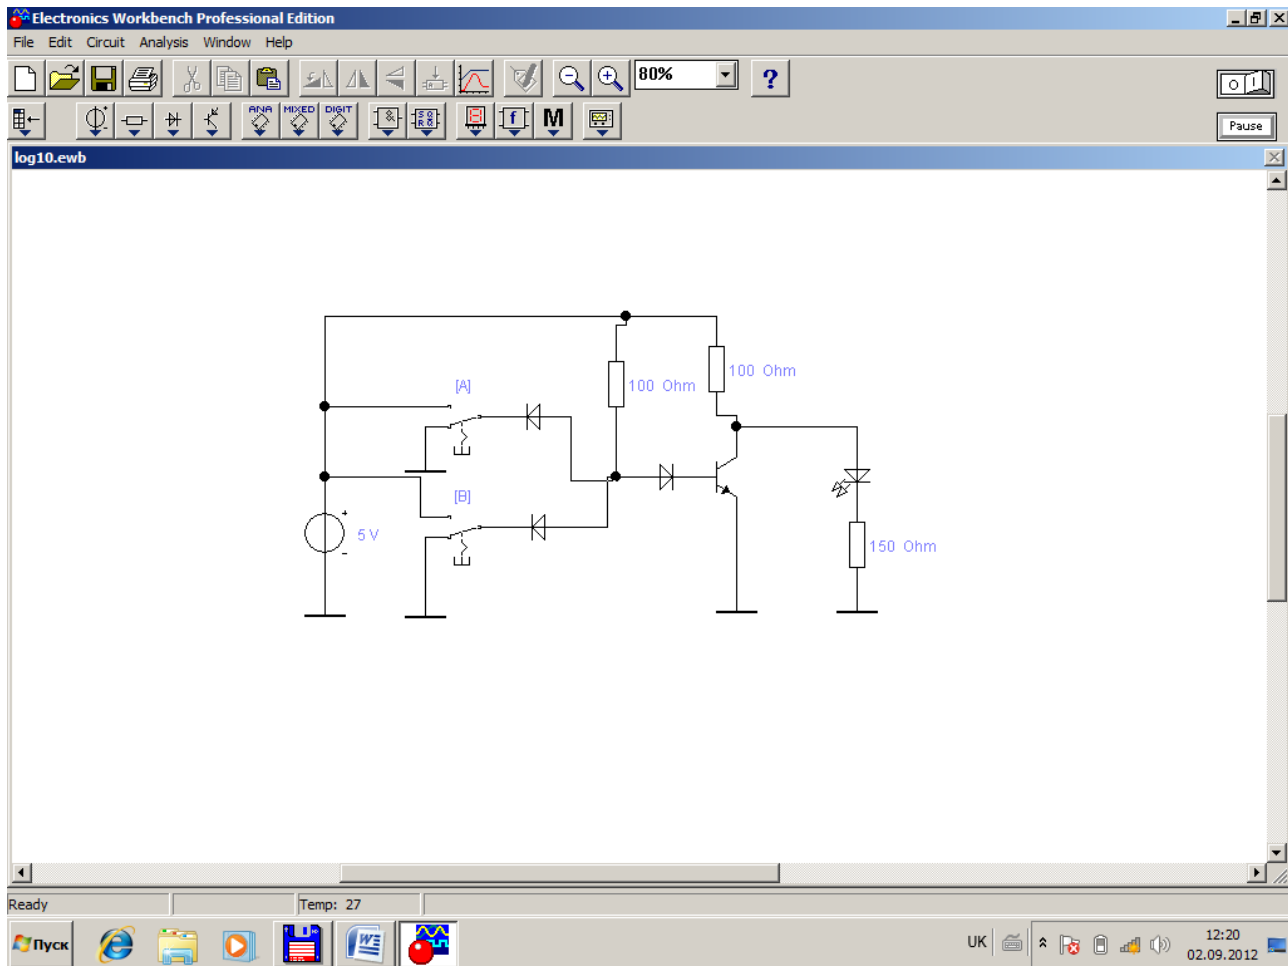 Electronics Workbench Professional Edition
File Edit Circuit Analysis Window Help
80%
?
ANA MIXED DIGIT
M
Pause
log10.ewb
[A]
100 Ohm
100 Ohm
[B]
5 V
150 Ohm
Ready
Temp: 27
Пуск
UK
12:20
02.09.2012